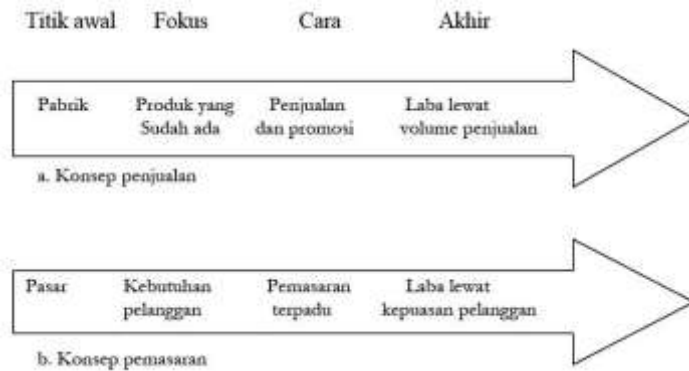 Titik awal Fokus Cara Akhir
Pabrik Produk yang Penjualan Laba lewat
Sudah ada dan promosi volume penjualan
a. Konsep penjualan
Pasar Kebutuhan Pemasaran Laba lewat
pelanggan terpadu kepuasan pelanggan
b. Konsep pemasaran